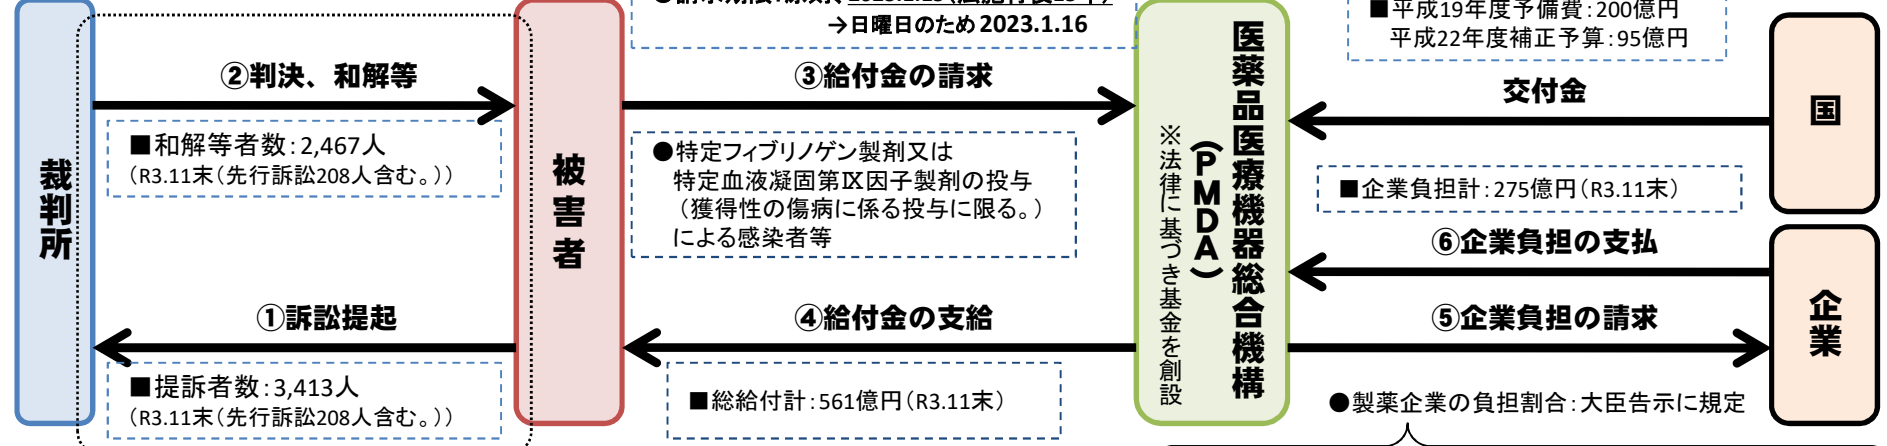 →日曜日のため 2023.1.16
■平成19年度予備費:200億円
平成22年度補正予算:95億円
裁判所
②判決、和解等
■和解等者数:2,467人
(R3.11末(先行訴訟208人含む。))
①訴訟提起
■提訴者数:3,413人
(R3.11末(先行訴訟208人含む。))
被害者
③給付金の請求
●特定フィブリノゲン製剤又は
特定血液凝固第Ⅸ因子製剤の投与
(獲得性の傷病に係る投与に限る。)
による感染者等
④給付金の支給
■総給付計:561億円(R3.11末)
医薬品医療機器総合機構
(PMDA)
※法律に基づき基金を創設
交付金
■企業負担計:275億円(R3.11末)
⑥企業負担の支払
⑤企業負担の請求
●製薬企業の負担割合:大臣告示に規定
国
企業